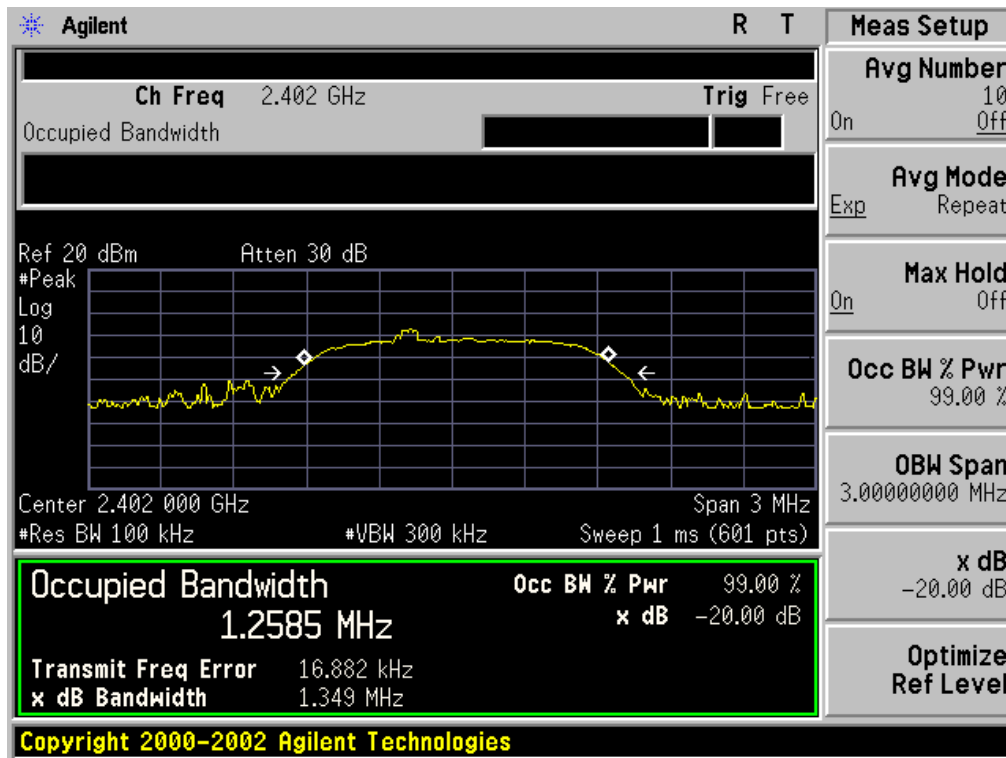 Agilent R T
Ch Freq 2.402 GHz Trig Free
Occupied Bandwidth
Ref 20 dBm Atten 30 dB
#Peak
Log
10
dB/
Center 2.402 000 GHz Span 3 MHz
#Res BW 100 kHz #VBW 300 kHz Sweep 1 ms (601 pts)
Occupied Bandwidth Occ BW % Pwr 99.00 %
1.2585 MHz x dB -20.00 dB
Transmit Freq Error 16.882 kHz
x dB Bandwidth 1.349 MHz
Copyright 2000-2002 Agilent Technologies
Meas Setup
Avg Number
10
On Off
Avg Mode
Exp Repeat
Max Hold
On Off
Occ BW % Pwr
99.00 %
OBW Span
3.00000000 MHz
x dB
-20.00 dB
Optimize
Ref Level